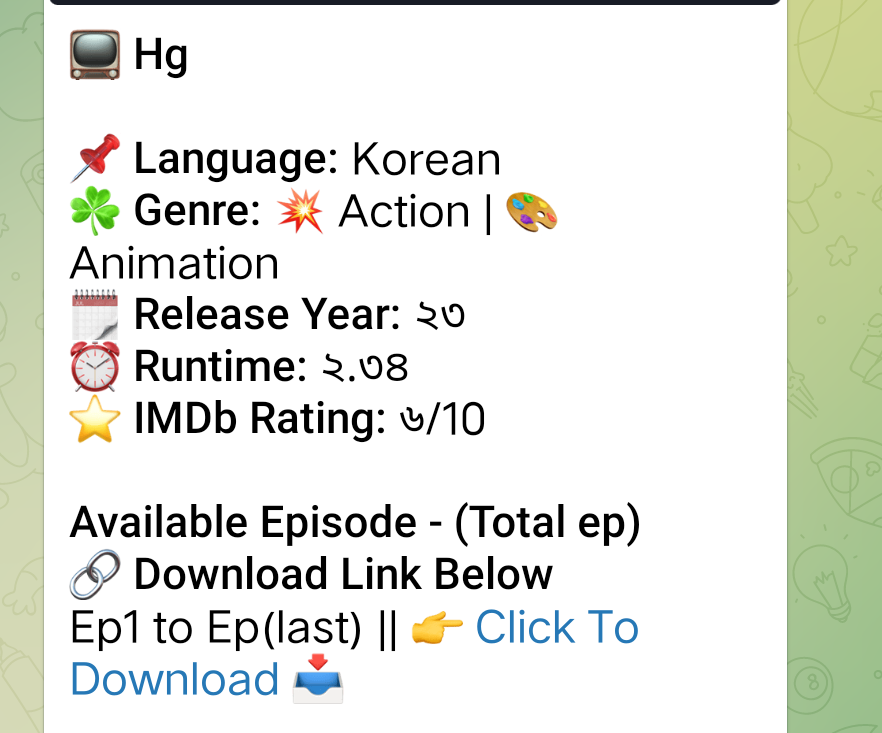 📺 Hg
📌 Language: Korean
☘️ Genre: 💥 Action | 🎨
Animation
🗓 Release Year: ২৩
⏰ Runtime: ২.৩৪
⭐ IMDb Rating: ৬/10
Available Episode - (Total ep)
🔗 Download Link Below
Ep1 to Ep(last) || 👉 Click To
Download 📥